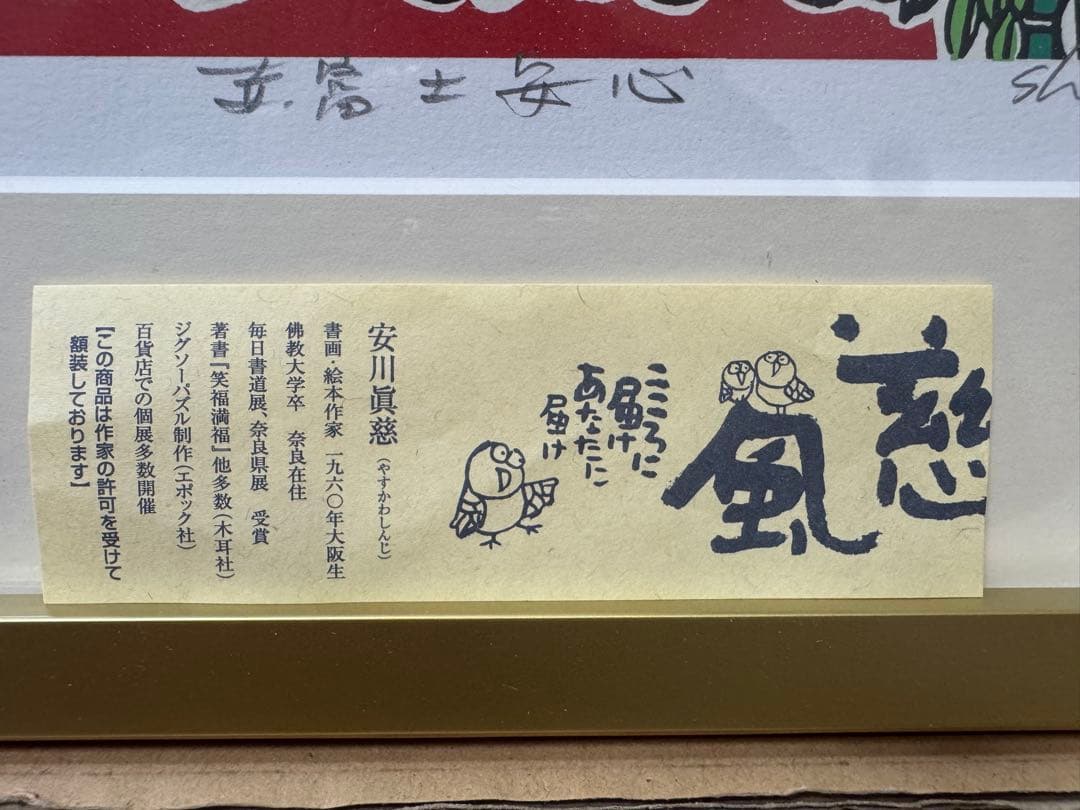 赤富士安心
sh
慈風
こころに
届け
あなたに
届け
安川眞慈(やすかわしんじ)
書画・絵本作家 一九六〇年大阪生
佛教大学卒 奈良在住
毎日書道展、奈良県展 受賞
著書『笑福満福』他多数(木耳社)
ジグソーパズル制作(エポック社)
百貨店での個展多数開催
【この商品は作家の許可を受けて
額装しております】